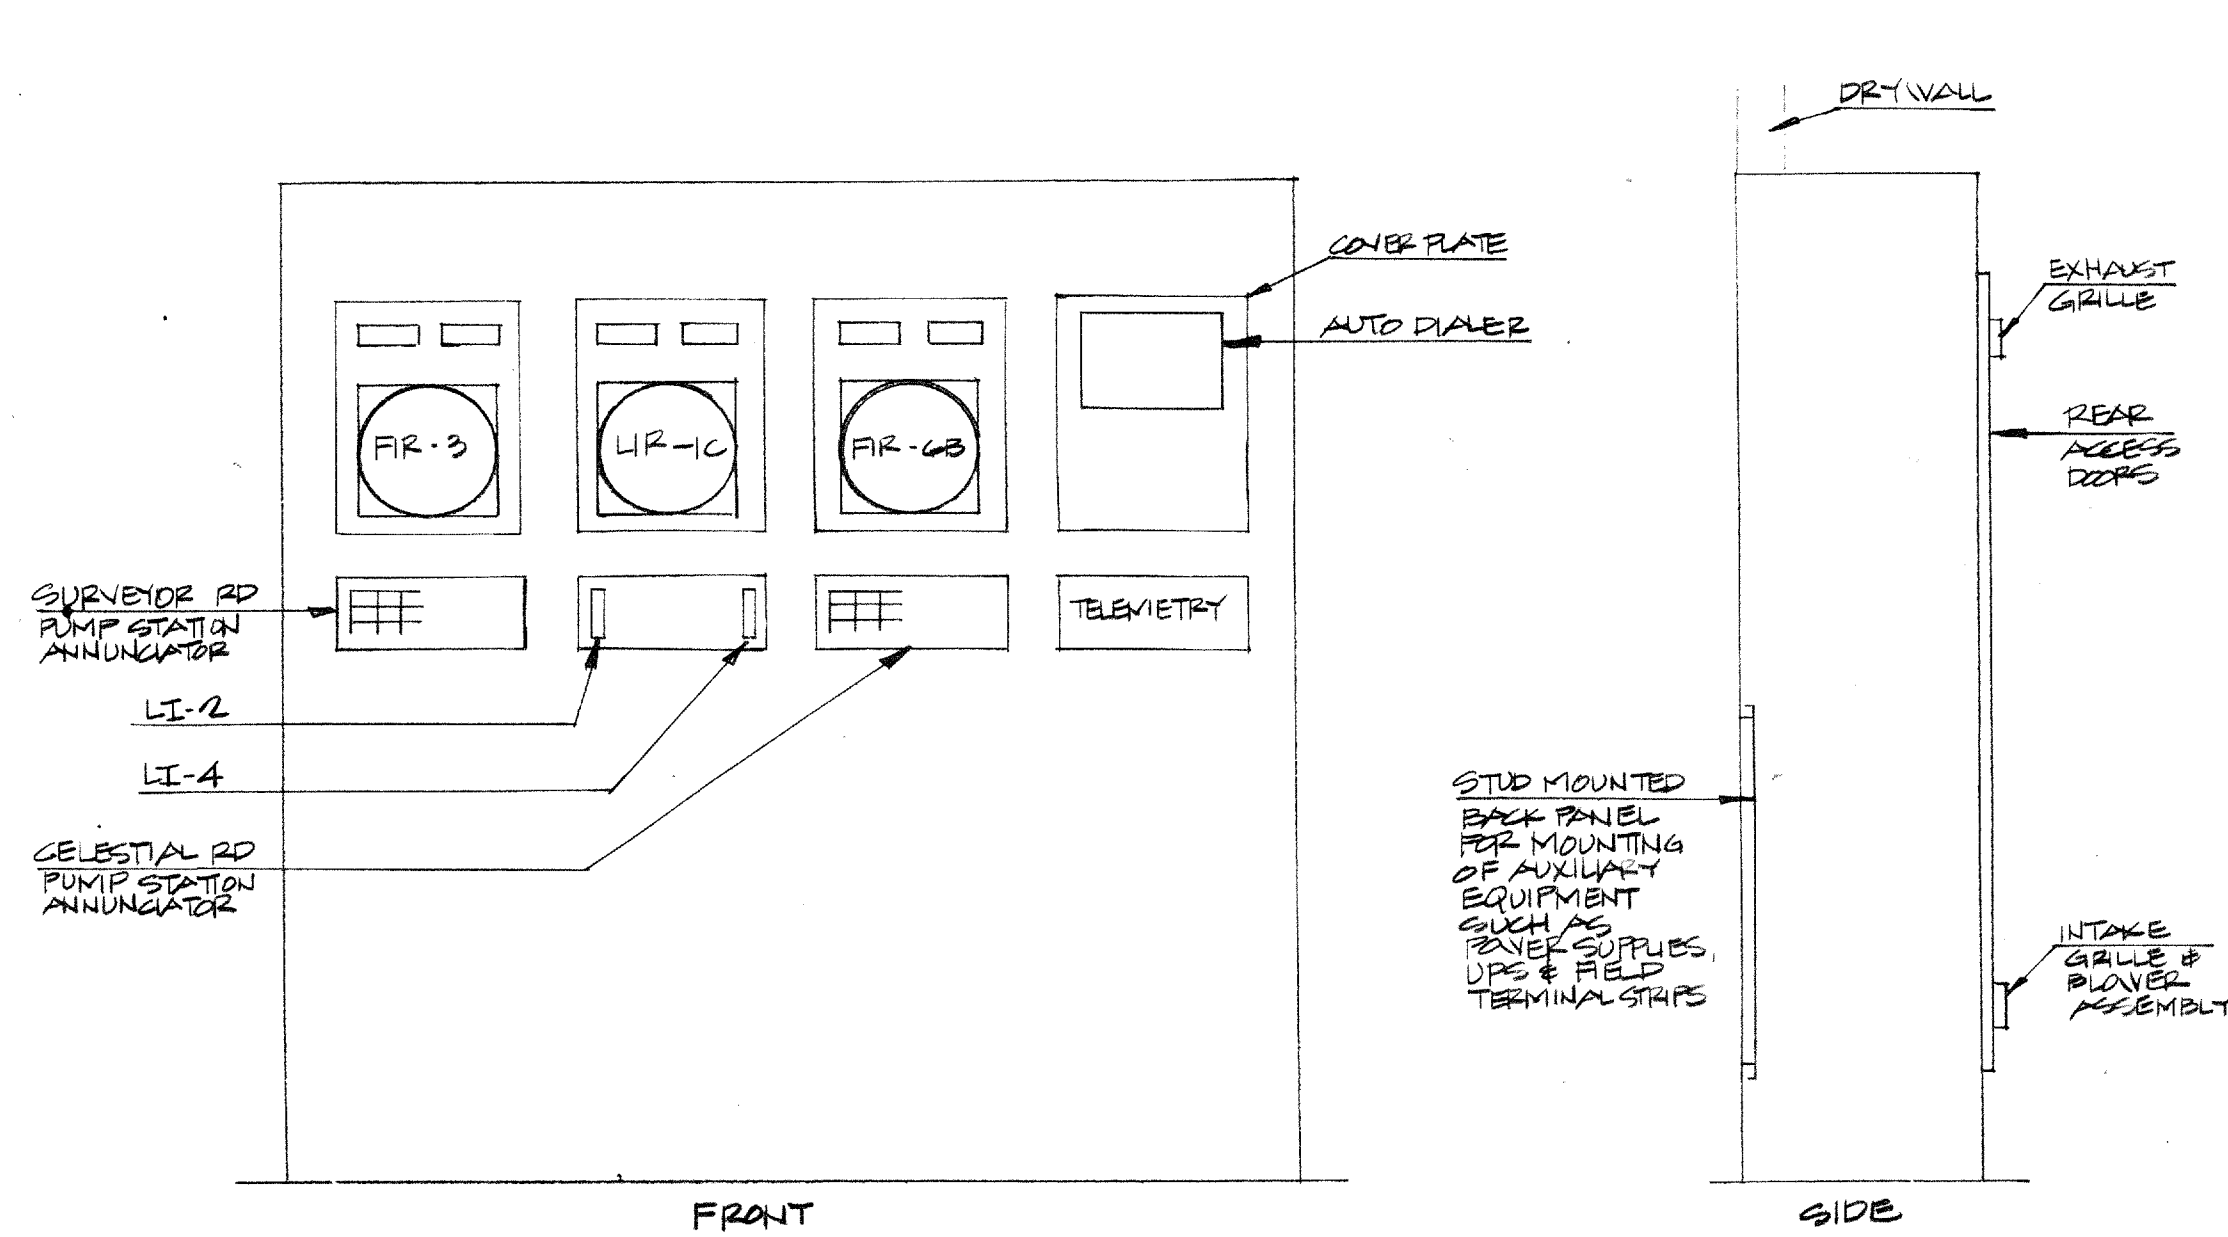 DRYWALL
COVER PLATE
EXHAUST
GRILLE
AUTO DIALER
REAR
ACCESS
DOORS
FIR-3
LIR-1C
FIR-6B
SURVEYOR RD
PUMP STATION
ANNUNCIATOR
TELEMETRY
LI-2
LI-4
STUD MOUNTED
BACK PANEL
FOR MOUNTING
OF AUXILIARY
EQUIPMENT
SUCH AS
POWER SUPPLIES,
UPS & FIELD
TERMINAL STRIPS
CELESTIAL RD
PUMP STATION
ANNUNCIATOR
INTAKE
GRILLE &
BLOWER
ASSEMBLY
FRONT
SIDE